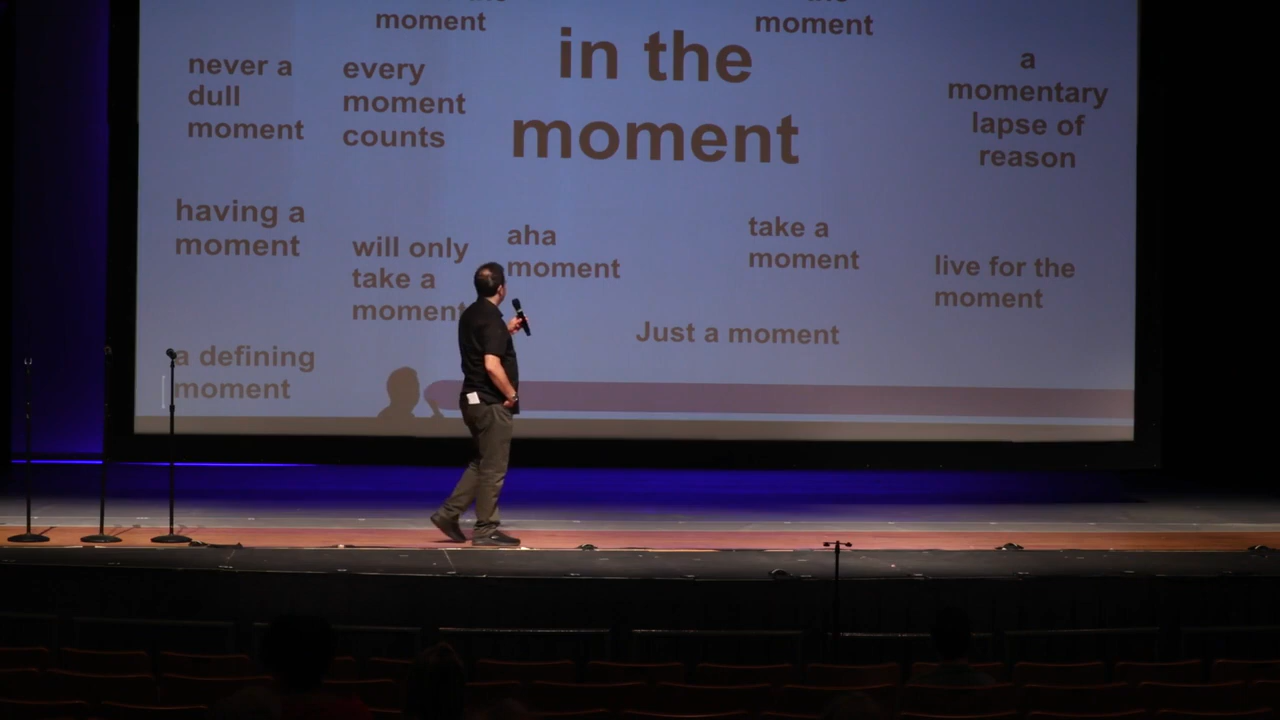 moment
moment
in the
moment
never a
dull
moment
every
moment
counts
a
momentary
lapse of
reason
having a
moment
will only
take a
moment
aha
moment
take a
moment
live for the
moment
Just a moment
a defining
moment